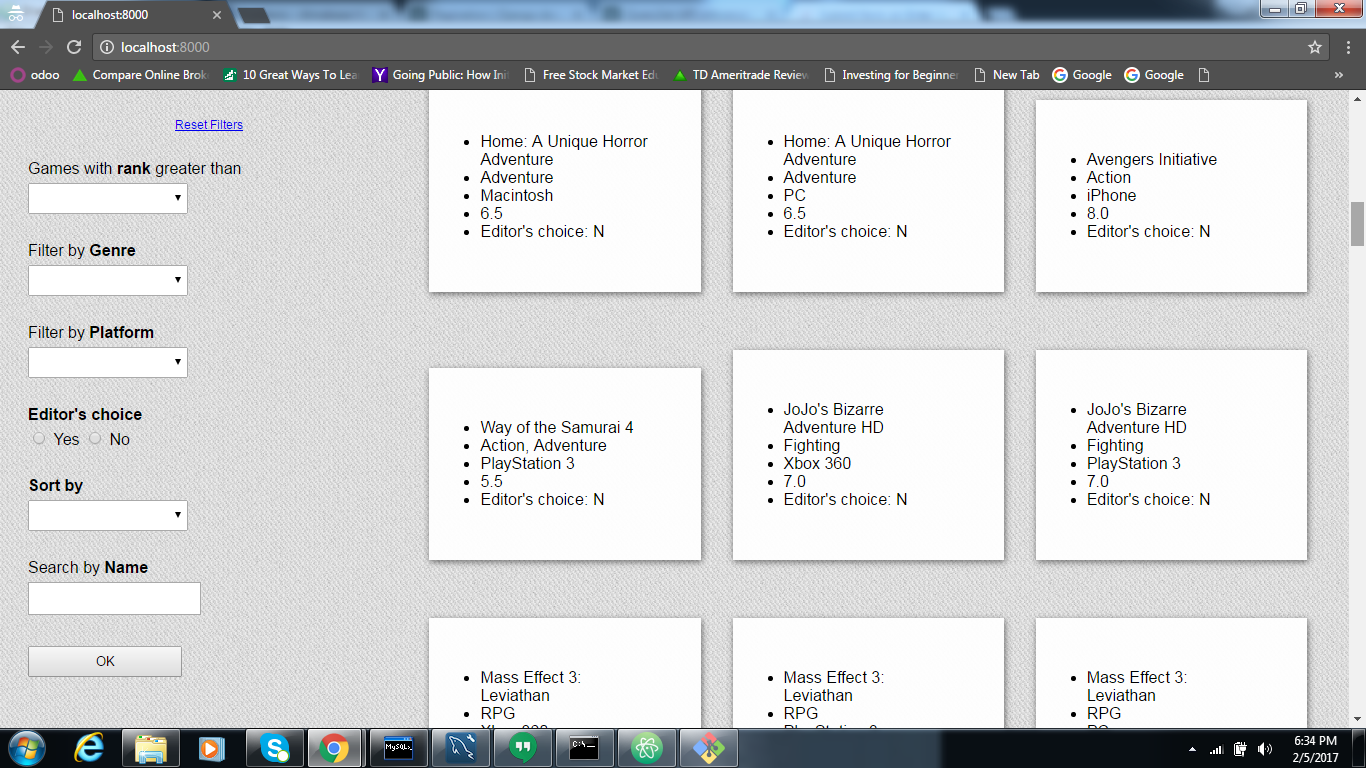 localhost:8000
localhost:8000
odoo
Compare Online Brok
10 Great Ways To Lea
Going Public: How Ini
Free Stock Market Edu
TD Ameritrade Review
Investing for Beginner
New Tab
Google
Google
»
Reset Filters
Games with rank greater than
Filter by Genre
Filter by Platform
Editor's choice
Yes No
Sort by
Search by Name
OK
Home: A Unique Horror
Adventure
Adventure
Macintosh
6.5
Editor's choice: N
Home: A Unique Horror
Adventure
Adventure
PC
6.5
Editor's choice: N
Avengers Initiative
Action
iPhone
8.0
Editor's choice: N
Way of the Samurai 4
Action, Adventure
PlayStation 3
5.5
Editor's choice: N
JoJo's Bizarre
Adventure HD
Fighting
Xbox 360
7.0
Editor's choice: N
JoJo's Bizarre
Adventure HD
Fighting
PlayStation 3
7.0
Editor's choice: N
Mass Effect 3:
Leviathan
RPG
Xbox 360
Mass Effect 3:
Leviathan
RPG
PlayStation 3
Mass Effect 3:
Leviathan
RPG
PC
6:34 PM
2/5/2017